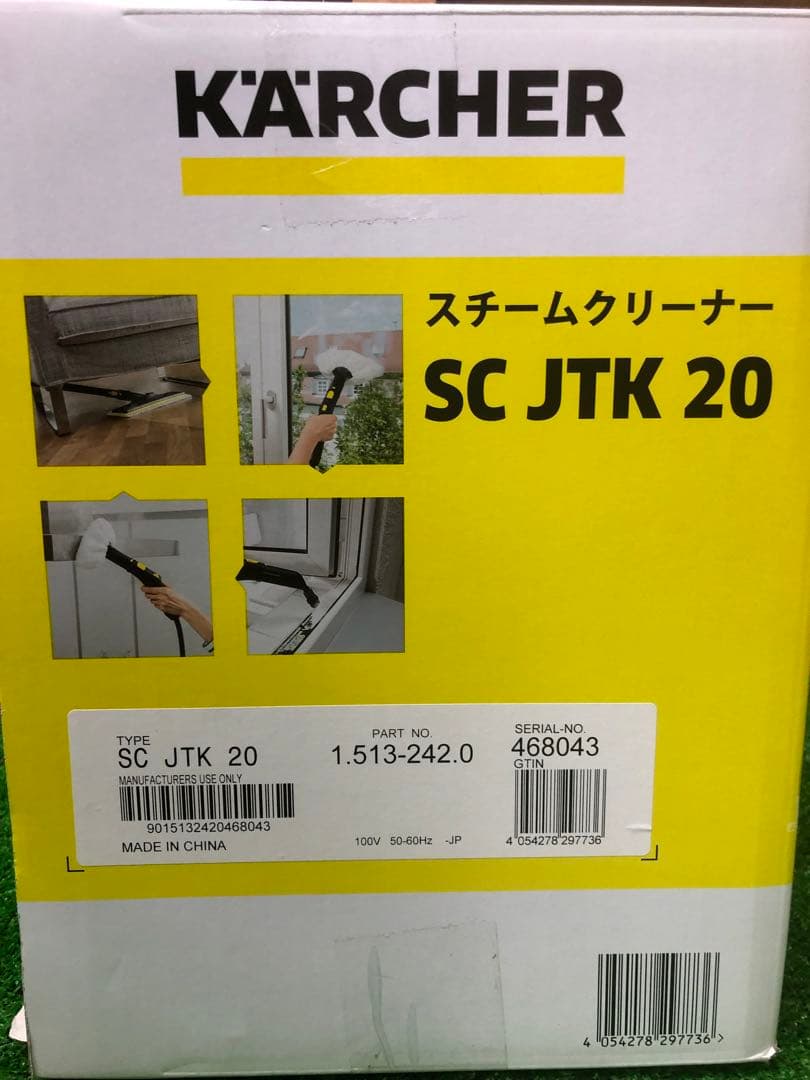 KÄRCHER
スチームクリーナー
SC JTK 20
TYPE
SC JTK 20
MANUFACTURERS USE ONLY
9015132420468043
MADE IN CHINA
PART NO.
1.513-242.0
100V 50-60Hz -JP
SERIAL-NO.
468043
GTIN
4 054278 297736
4 054278 297736 >